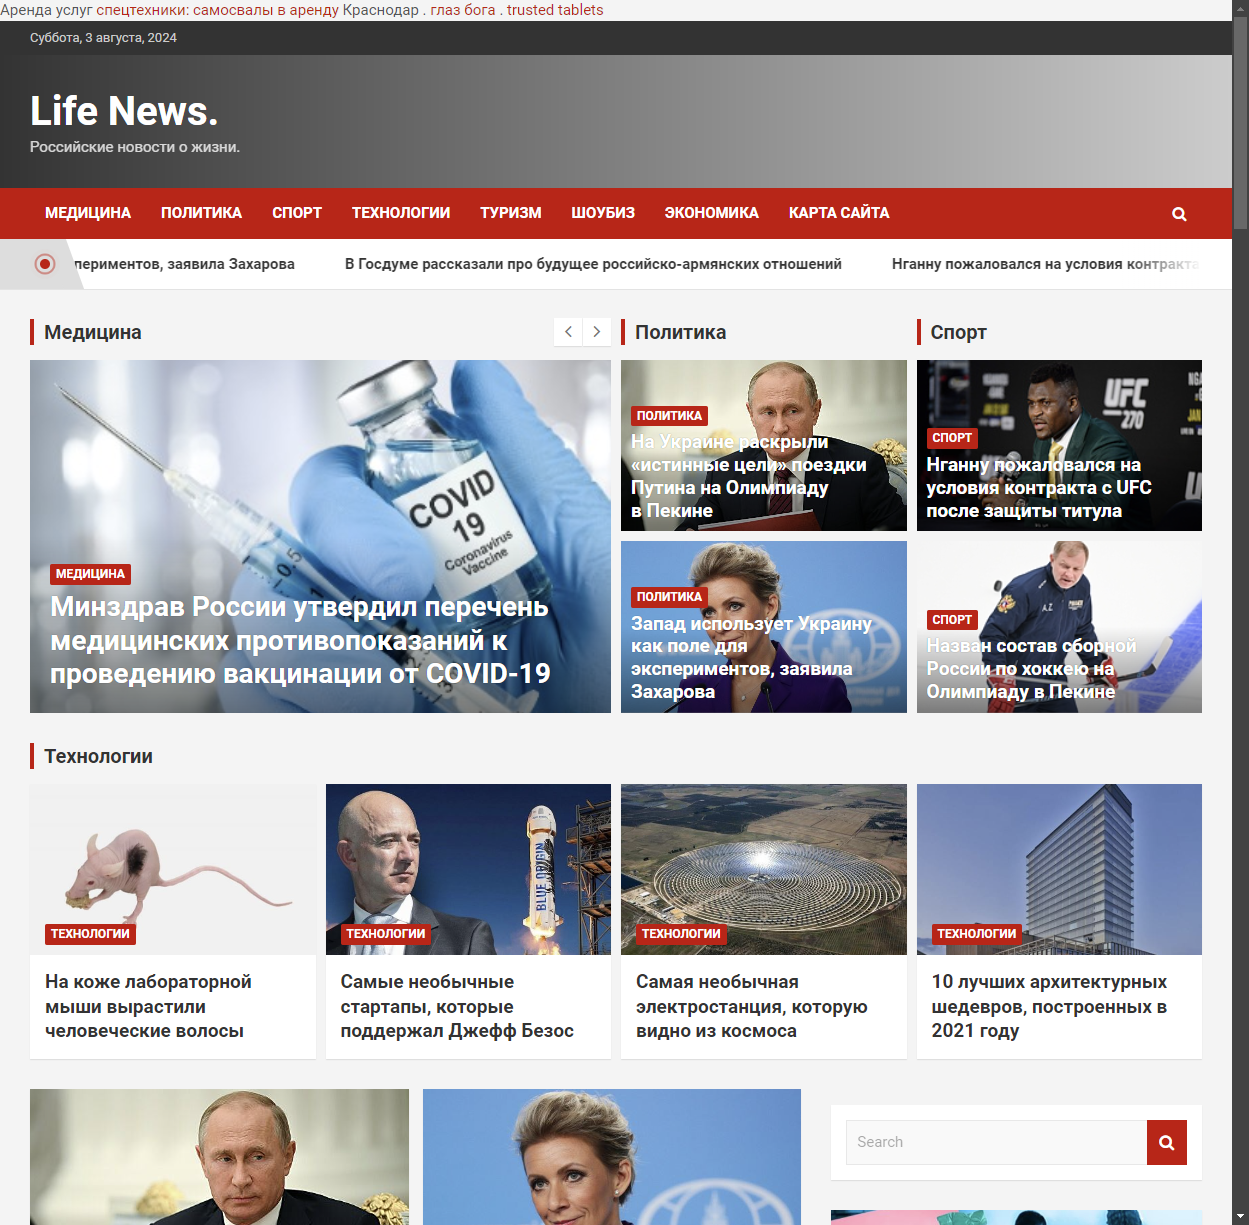 Аренда услуг спецтехники: самосвалы в аренду Краснодар . глаз бога . trusted tablets
Суббота, 3 августа, 2024
Life News.
Российские новости о жизни.
МЕДИЦИНА ПОЛИТИКА СПОРТ ТЕХНОЛОГИИ ТУРИЗМ ШОУБИЗ ЭКОНОМИКА КАРТА САЙТА
периментов, заявила Захарова В Госдуме рассказали про будущее российско-армянских отношений Нганну пожаловался на условия контракта
Медицина
COVID
19
Coronavirus
Vaccine
0.5
МЕДИЦИНА
Минздрав России утвердил перечень
медицинских противопоказаний к
проведению вакцинации от COVID-19
Политика
ПОЛИТИКА
На Украине раскрыли
«истинные цели» поездки
Путина на Олимпиаду
в Пекине
ПОЛИТИКА
Запад использует Украину
как поле для
экспериментов, заявила
Захарова
Спорт
UFC
270
СПОРТ
Нганну пожаловался на
условия контракта с UFC
после защиты титула
A.Z
СПОРТ
Назван состав сборной
России по хоккею на
Олимпиаду в Пекине
Технологии
ТЕХНОЛОГИИ
На коже лабораторной
мыши вырастили
человеческие волосы
BLUE ORIGIN
ТЕХНОЛОГИИ
Самые необычные
стартапы, которые
поддержал Джефф Безос
ТЕХНОЛОГИИ
Самая необычная
электростанция, которую
видно из космоса
ТЕХНОЛОГИИ
10 лучших архитектурных
шедевров, построенных в
2021 году
Search